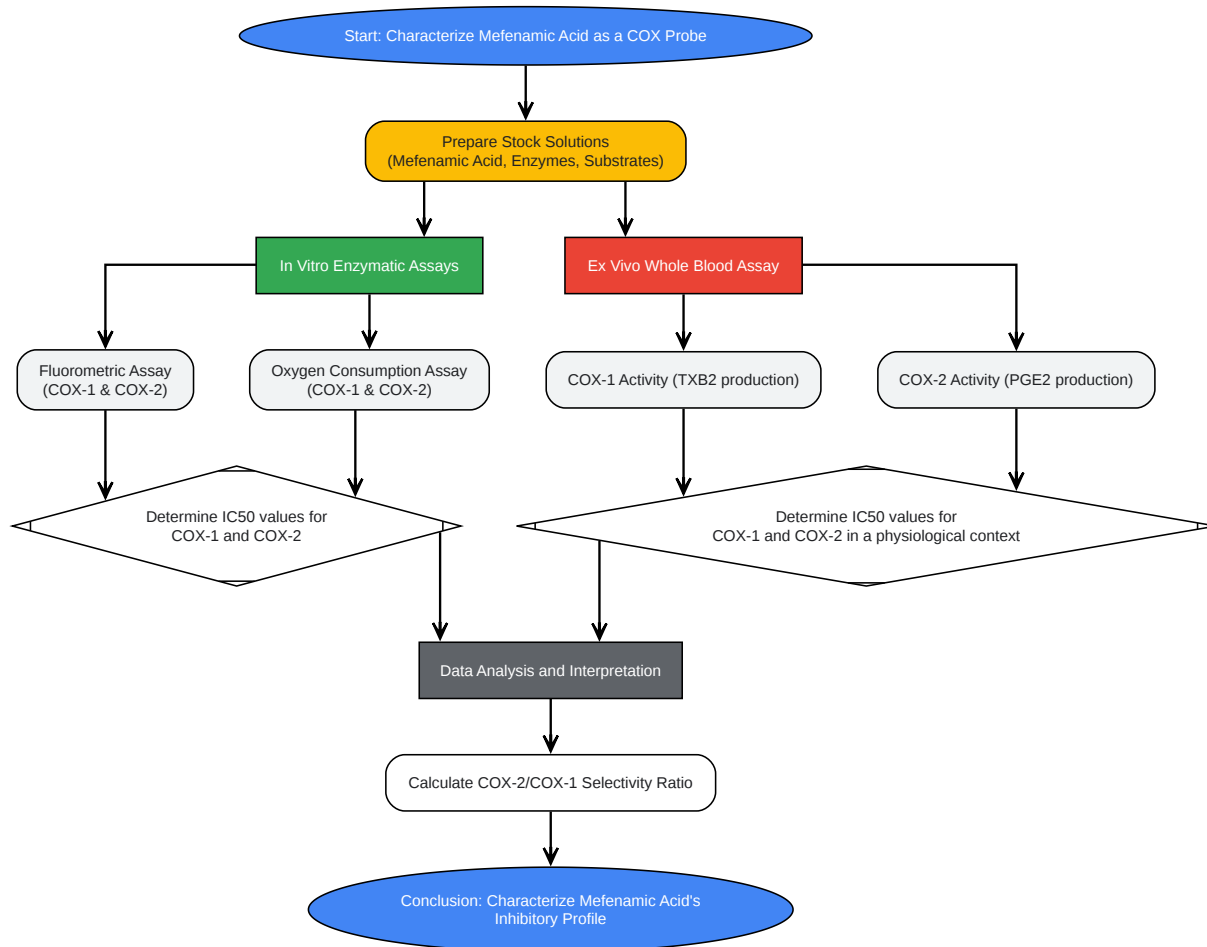 Start: Characterize Mefenamic Acid as a COX Probe
Prepare Stock Solutions
(Mefenamic Acid, Enzymes, Substrates)
In Vitro Enzymatic Assays
Ex Vivo Whole Blood Assay
Fluorometric Assay
(COX-1 & COX-2)
Oxygen Consumption Assay
(COX-1 & COX-2)
COX-1 Activity (TXB2 production)
COX-2 Activity (PGE2 production)
Determine IC50 values for
COX-1 and COX-2
Determine IC50 values for
COX-1 and COX-2 in a physiological context
Data Analysis and Interpretation
Calculate COX-2/COX-1 Selectivity Ratio
Conclusion: Characterize Mefenamic Acid's
Inhibitory Profile